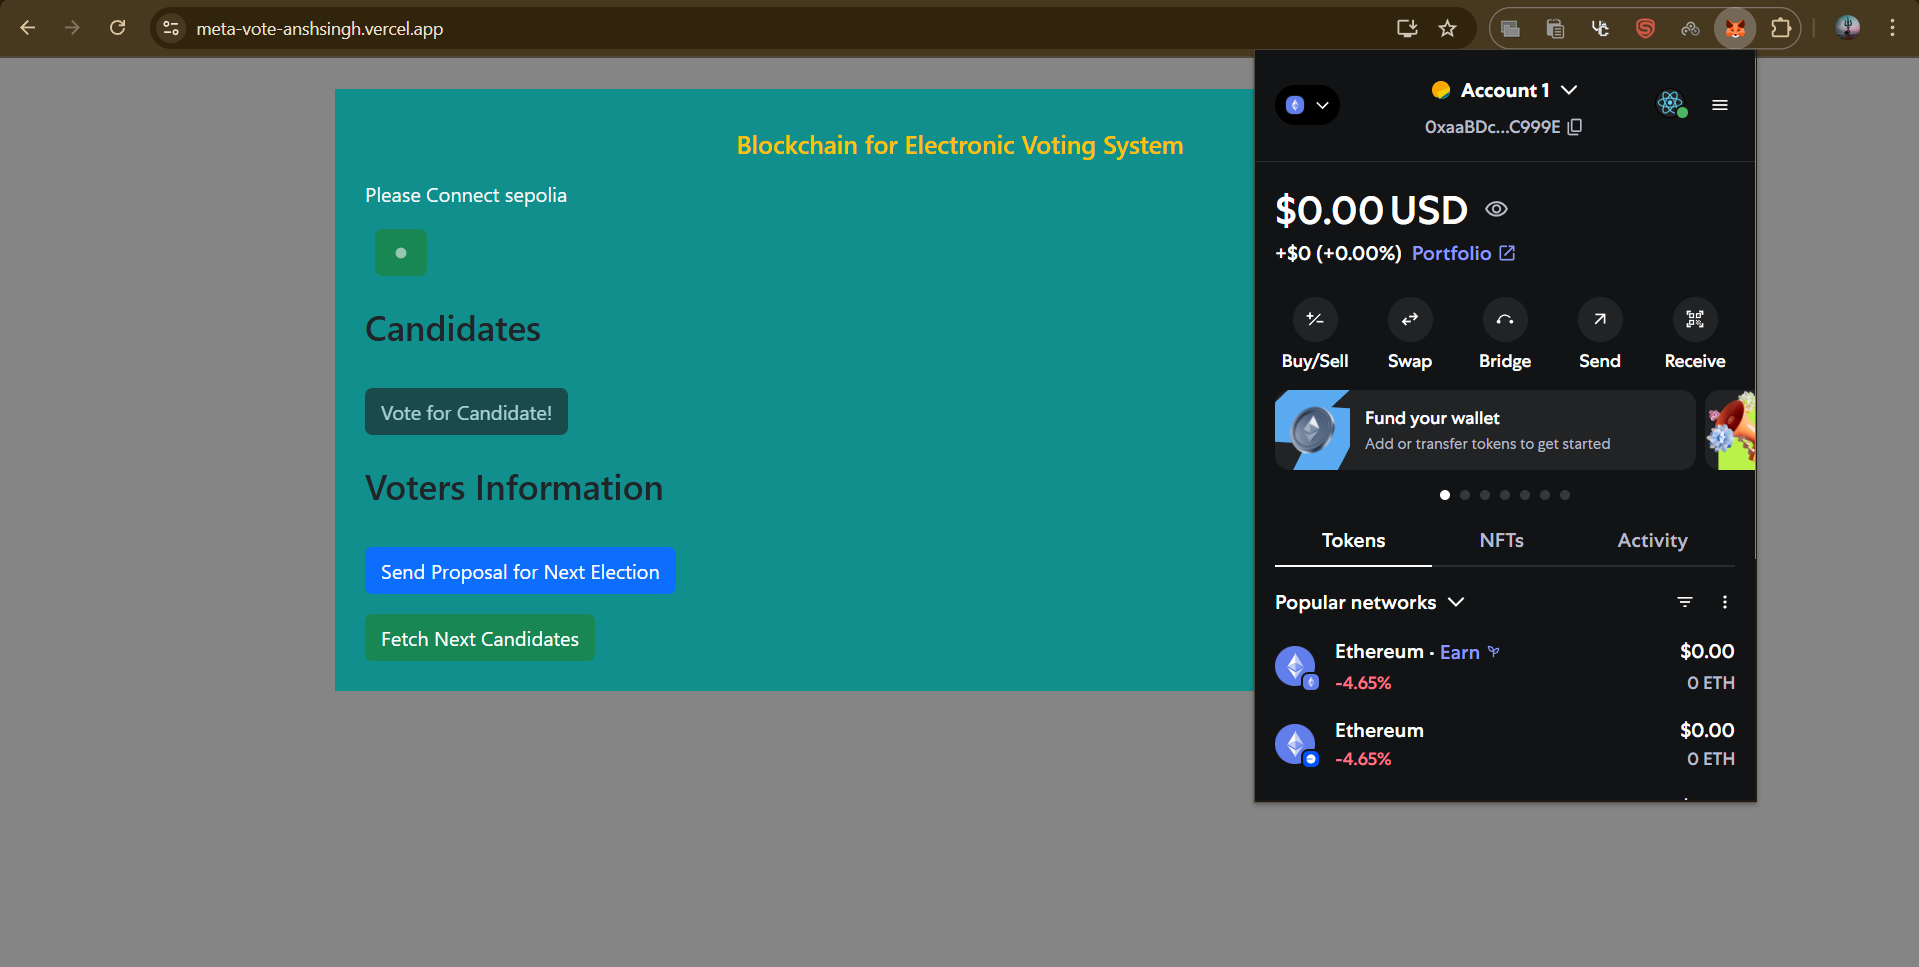 meta-vote-anshsingh.vercel.app
Blockchain for Electronic Voting System
Please Connect sepolia
Candidates
Vote for Candidate!
Voters Information
Send Proposal for Next Election
Fetch Next Candidates
Account 1
0xaaBDc...C999E
$0.00 USD
+$0 (+0.00%) Portfolio
Buy/Sell Swap Bridge Send Receive
Fund your wallet
Add or transfer tokens to get started
Tokens NFTs Activity
Popular networks
Ethereum • Earn $0.00
-4.65% 0 ETH
Ethereum $0.00
-4.65% 0 ETH